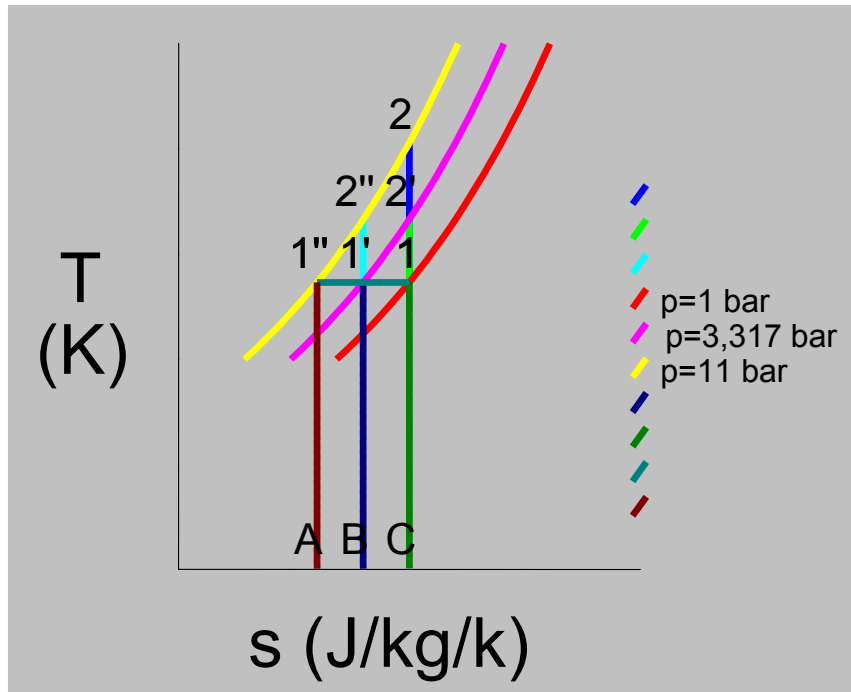 2
2" 2'
1" 1' 1
T
(K)
p=1 bar
p=3,317 bar
p=11 bar
A B C
s (J/kg/k)